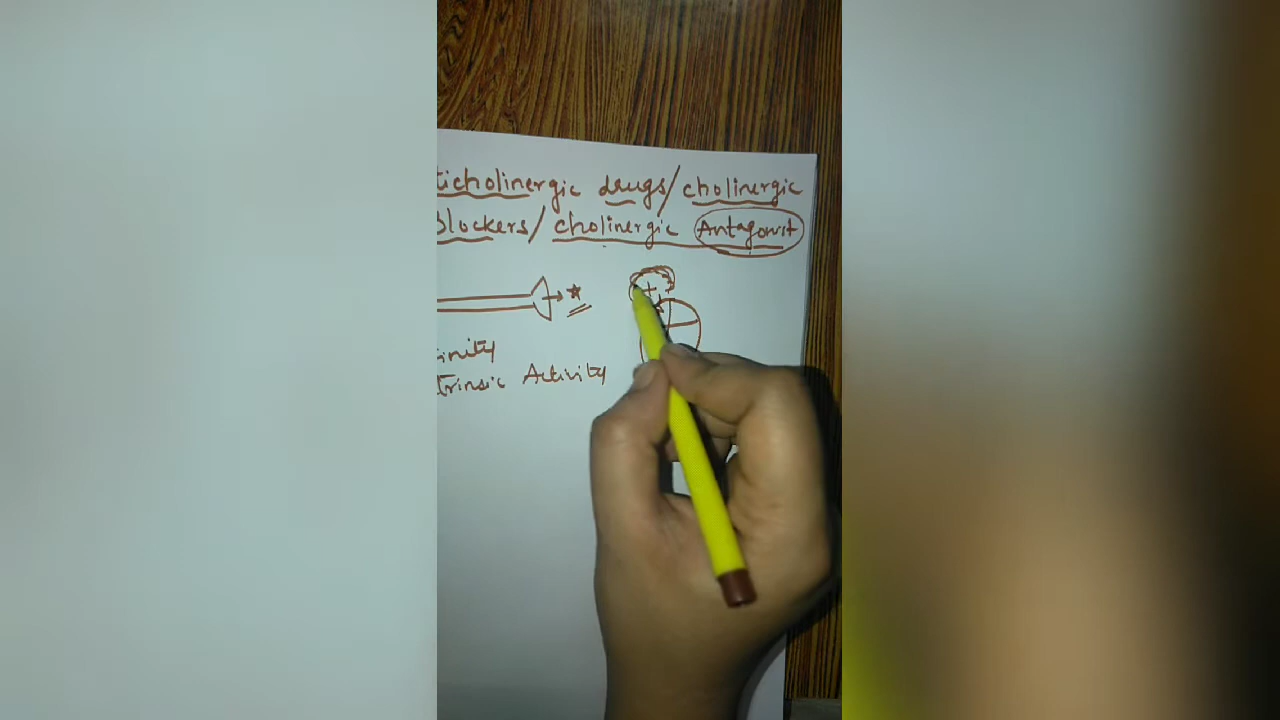 ticholinergic drugs/cholinergic
blockers/cholinergic Antagonist
inity
trinsic Activity